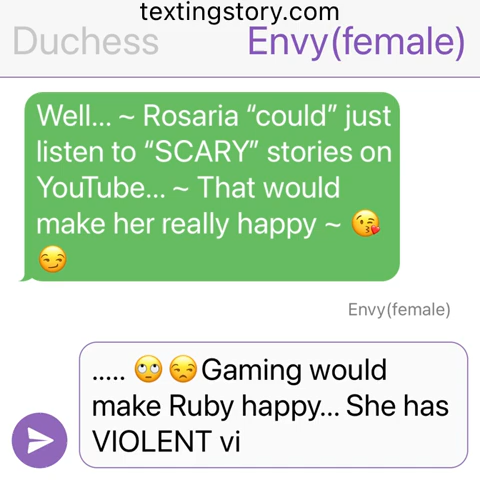 textingstory.com
Duchess Envy(female)
Well... ~ Rosaria “could” just
listen to “SCARY” stories on
YouTube... ~ That would
make her really happy ~ 😘
😏
Envy(female)
..... 🙄😒Gaming would
make Ruby happy... She has
VIOLENT vi